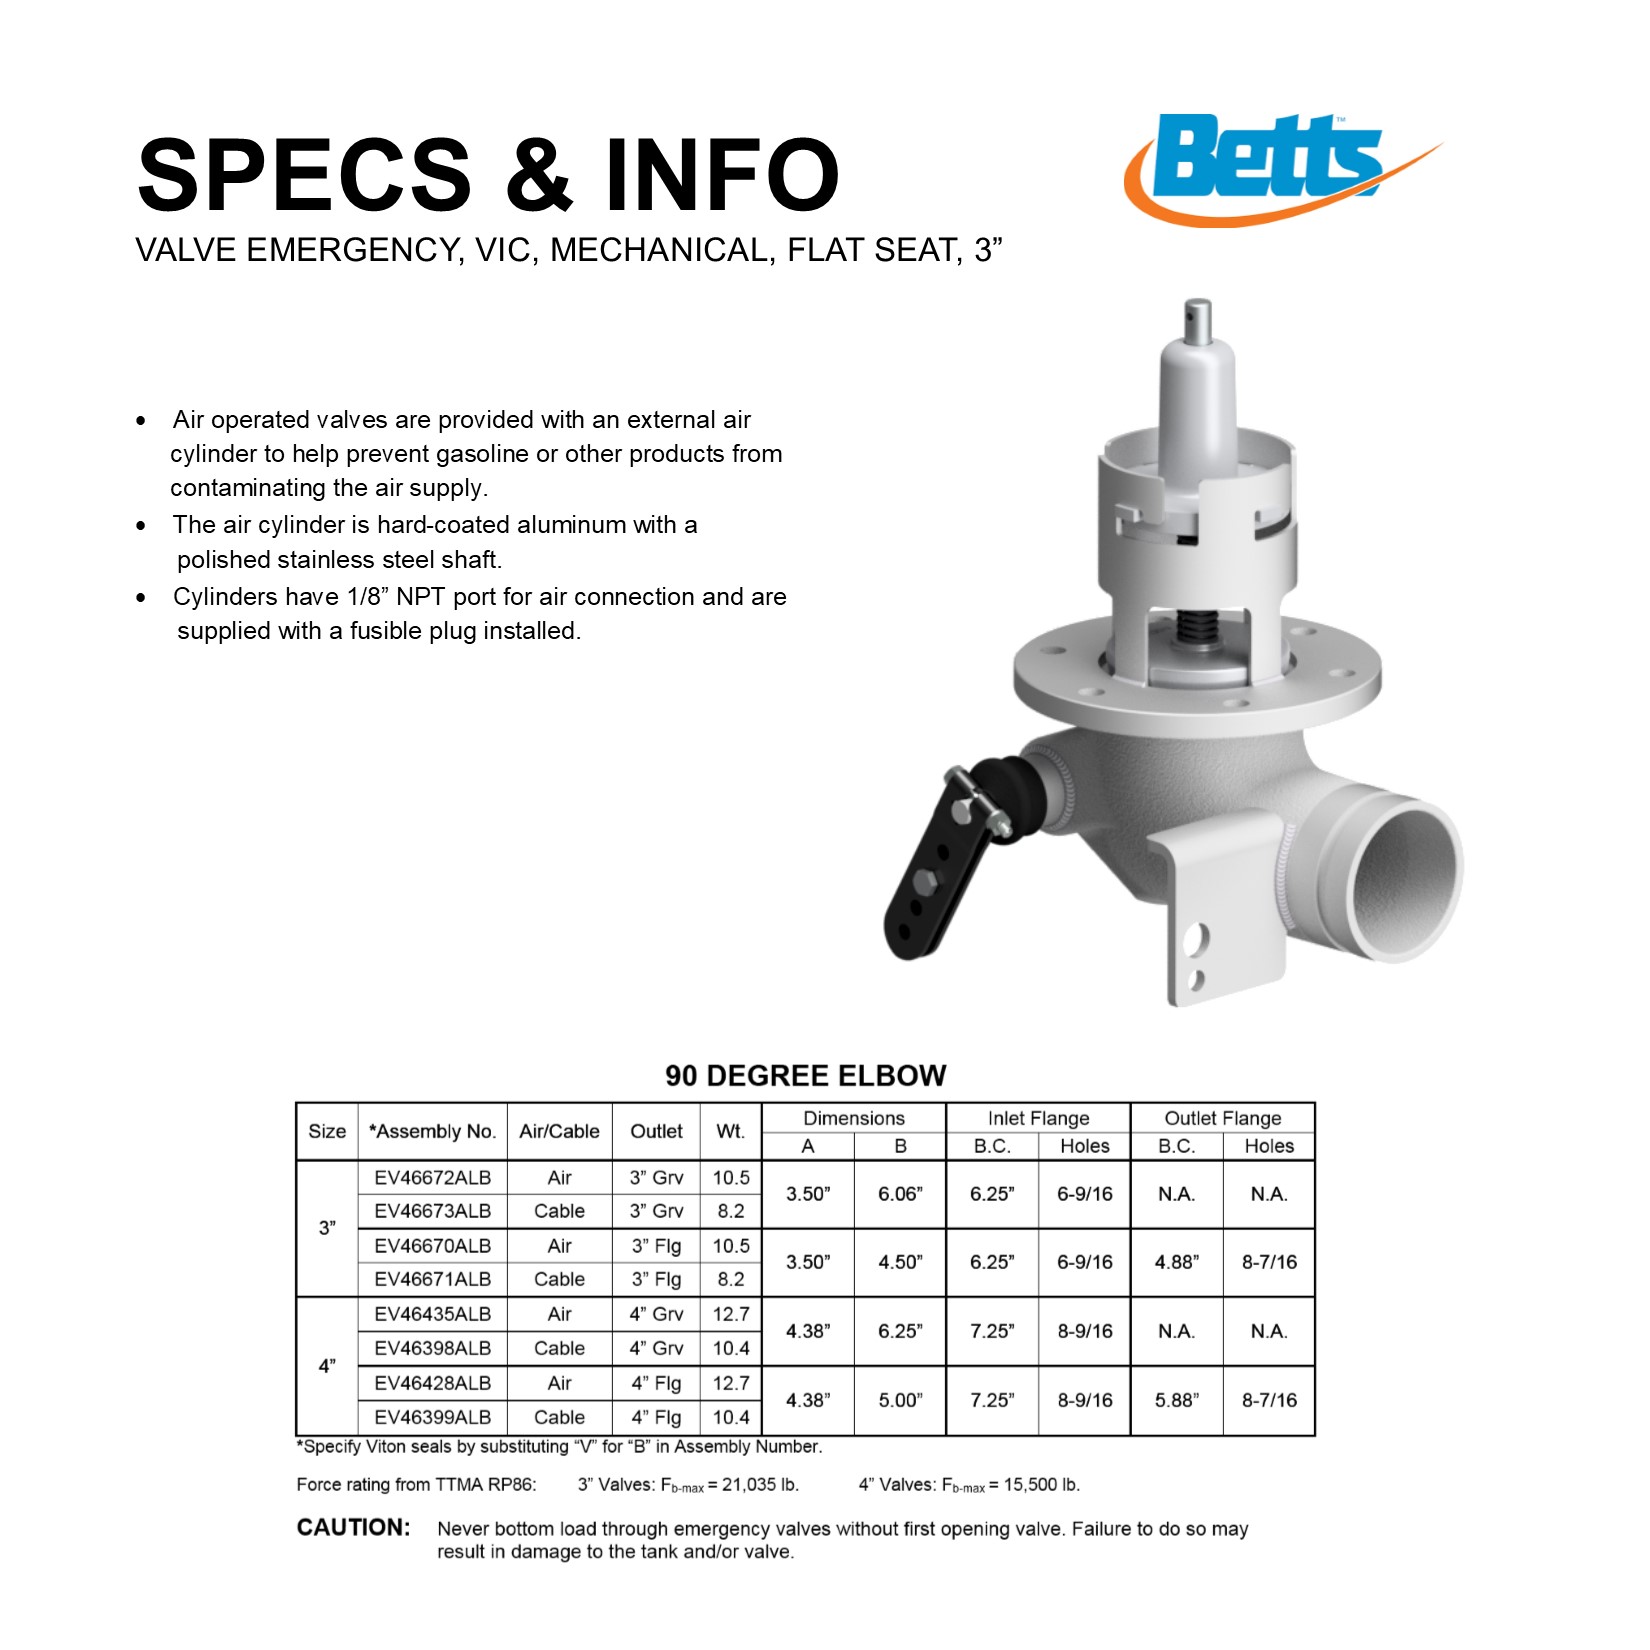 SPECS & INFO
Betts™
VALVE EMERGENCY, VIC, MECHANICAL, FLAT SEAT, 3”
• Air operated valves are provided with an external air
cylinder to help prevent gasoline or other products from
contaminating the air supply.
• The air cylinder is hard-coated aluminum with a
polished stainless steel shaft.
• Cylinders have 1/8” NPT port for air connection and are
supplied with a fusible plug installed.
90 DEGREE ELBOW
Size *Assembly No. Air/Cable Outlet Wt. Dimensions Inlet Flange Outlet Flange
A B B.C. Holes B.C. Holes
3”
EV46672ALB Air 3” Grv 10.5 3.50” 6.06” 6.25” 6-9/16 N.A. N.A.
EV46673ALB Cable 3” Grv 8.2
EV46670ALB Air 3” Flg 10.5 3.50” 4.50” 6.25” 6-9/16 4.88” 8-7/16
EV46671ALB Cable 3” Flg 8.2
4”
EV46435ALB Air 4” Grv 12.7 4.38” 6.25” 7.25” 8-9/16 N.A. N.A.
EV46398ALB Cable 4” Grv 10.4
EV46428ALB Air 4” Flg 12.7 4.38” 5.00” 7.25” 8-9/16 5.88” 8-7/16
EV46399ALB Cable 4” Flg 10.4
*Specify Viton seals by substituting “V” for “B” in Assembly Number.
Force rating from TTMA RP86: 3” Valves: Fb-max = 21,035 lb. 4” Valves: Fb-max = 15,500 lb.
CAUTION: Never bottom load through emergency valves without first opening valve. Failure to do so may
result in damage to the tank and/or valve.